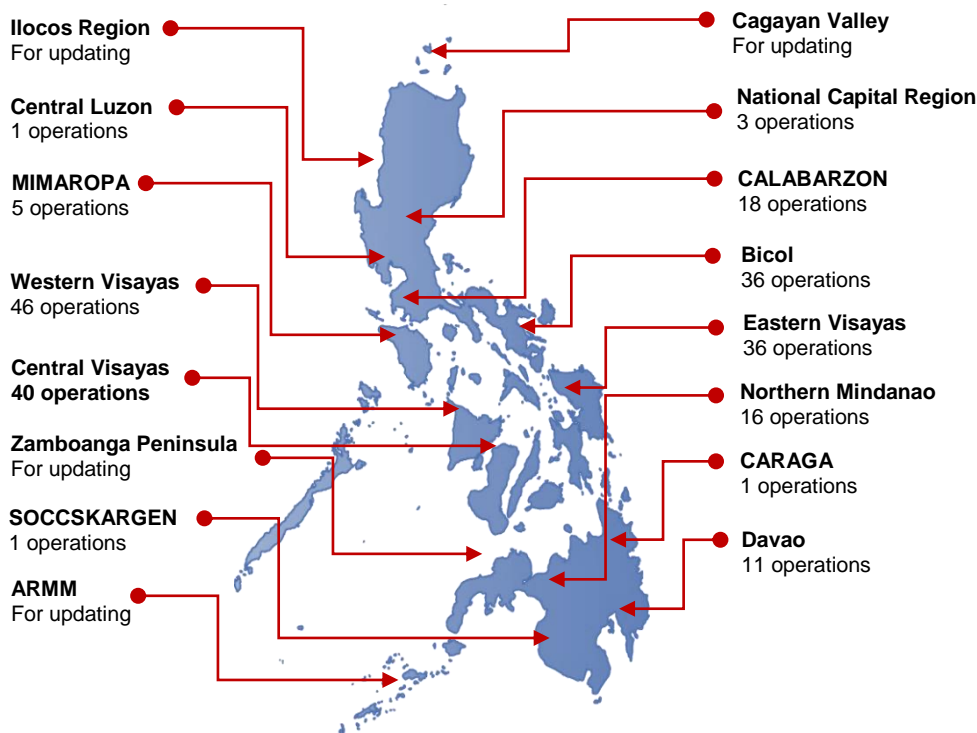 Ilocos Region
For updating
Central Luzon
1 operations
MIMAROPA
5 operations
Western Visayas
46 operations
Central Visayas
40 operations
Zamboanga Peninsula
For updating
SOCCSKARGEN
1 operations
ARMM
For updating
Cagayan Valley
For updating
National Capital Region
3 operations
CALABARZON
18 operations
Bicol
36 operations
Eastern Visayas
36 operations
Northern Mindanao
16 operations
CARAGA
1 operations
Davao
11 operations